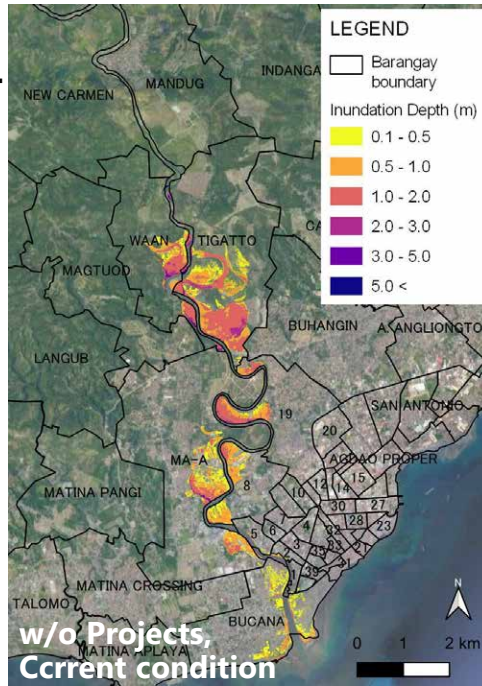 LEGEND
Barangay
boundary
Inundation Depth (m)
0.1 - 0.5
0.5 - 1.0
1.0 - 2.0
2.0 - 3.0
3.0 - 5.0
5.0 <
MANDUG
NEW CARMEN
WAAN
TIGATTO
MAGTUOD
BUHANGIN
LANGUB
SAN ANTONIO
19
20
AGDAO PROPER
MA-A
8
15
12
14
10
MATINA PANGI
30
27
28
23
5
6
4
3
MATINA CROSSING
TALOMO
BUCANA
MATINA APLAYA
w/o Projects,
Ccrrent condition
N
0 1 2 km